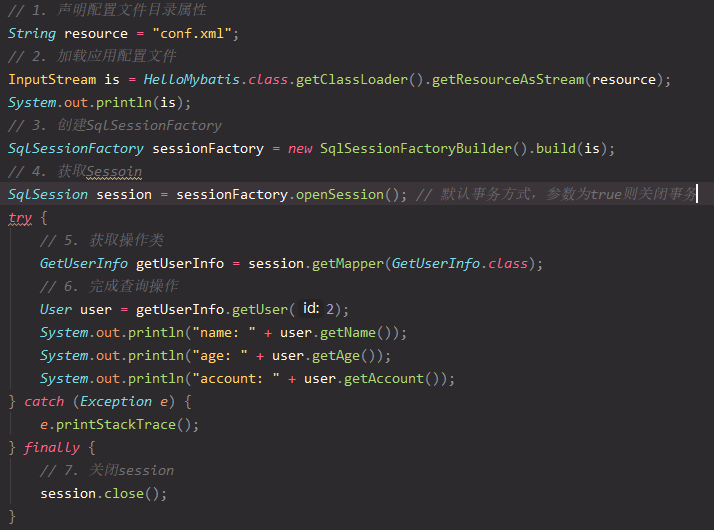 // 1. 声明配置文件目录属性
String resource = "conf.xml";
// 2. 加载应用配置文件
InputStream is = HelloMybatis.class.getClassLoader().getResourceAsStream(resource);
System.out.println(is);
// 3. 创建SqlSessionFactory
SqlSessionFactory sessionFactory = new SqlSessionFactoryBuilder().build(is);
// 4. 获取Sessoin
SqlSession session = sessionFactory.openSession(); // 默认事务方式，参数为true则关闭事务
try {
    // 5. 获取操作类
    GetUserInfo getUserInfo = session.getMapper(GetUserInfo.class);
    // 6. 完成查询操作
    User user = getUserInfo.getUser( id: 2);
    System.out.println("name: " + user.getName());
    System.out.println("age: " + user.getAge());
    System.out.println("account: " + user.getAccount());
} catch (Exception e) {
    e.printStackTrace();
} finally {
    // 7. 关闭session
    session.close();
}